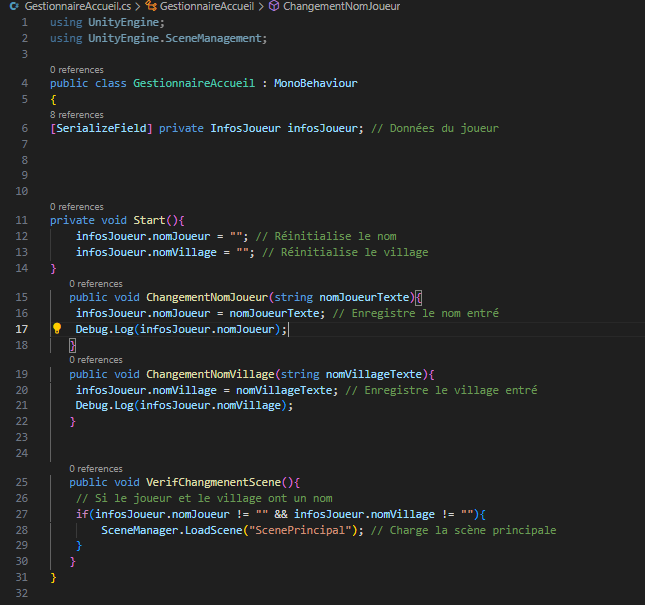 GestionnaireAccueil.cs > GestionnaireAccueil > ChangementNomJoueur
1 using UnityEngine;
2 using UnityEngine.SceneManagement;
3
0 references
4 public class GestionnaireAccueil : MonoBehaviour
5 {
8 references
6 [SerializeField] private InfosJoueur infosJoueur; // Données du joueur
7
8
9
10
0 references
11 private void Start(){
12 infosJoueur.nomJoueur = ""; // Réinitialise le nom
13 infosJoueur.nomVillage = ""; // Réinitialise le village
14 }
0 references
15 public void ChangementNomJoueur(string nomJoueurTexte){
16 infosJoueur.nomJoueur = nomJoueurTexte; // Enregistre le nom entré
17 Debug.Log(infosJoueur.nomJoueur);
18 }
0 references
19 public void ChangementNomVillage(string nomVillageTexte){
20 infosJoueur.nomVillage = nomVillageTexte; // Enregistre le village entré
21 Debug.Log(infosJoueur.nomVillage);
22 }
23
24
0 references
25 public void VerifChangmenentScene(){
26 // Si le joueur et le village ont un nom
27 if(infosJoueur.nomJoueur != "" && infosJoueur.nomVillage != ""){
28 SceneManager.LoadScene("ScenePrincipal"); // Charge la scène principale
29 }
30 }
31 }
32